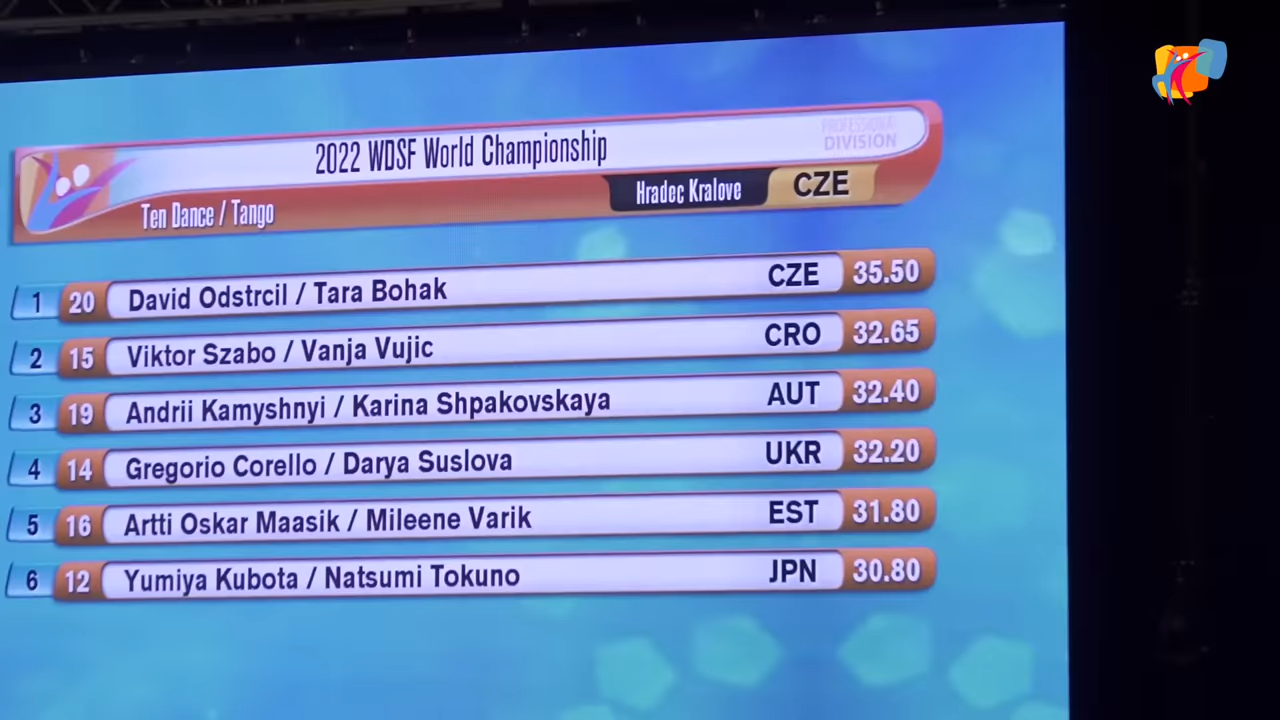 2022 WDSF World Championship
PROFESSIONAL
DIVISION
Ten Dance / Tango
Hradec Kralove
CZE
1 20 David Odstrcil / Tara Bohak CZE 35.50
2 15 Viktor Szabo / Vanja Vujic CRO 32.65
3 19 Andrii Kamyshnyi / Karina Shpakovskaya AUT 32.40
4 14 Gregorio Corello / Darya Suslova UKR 32.20
5 16 Artti Oskar Maasik / Mileene Varik EST 31.80
6 12 Yumiya Kubota / Natsumi Tokuno JPN 30.80